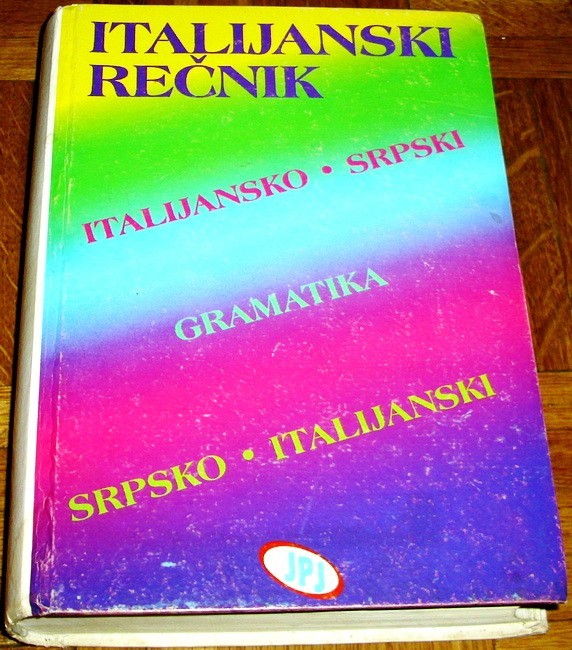 ITALIJANSKI
REČNIK
ITALIJANSKO • SRPSKI
GRAMATIKA
SRPSKO • ITALIJANSKI
JPJ